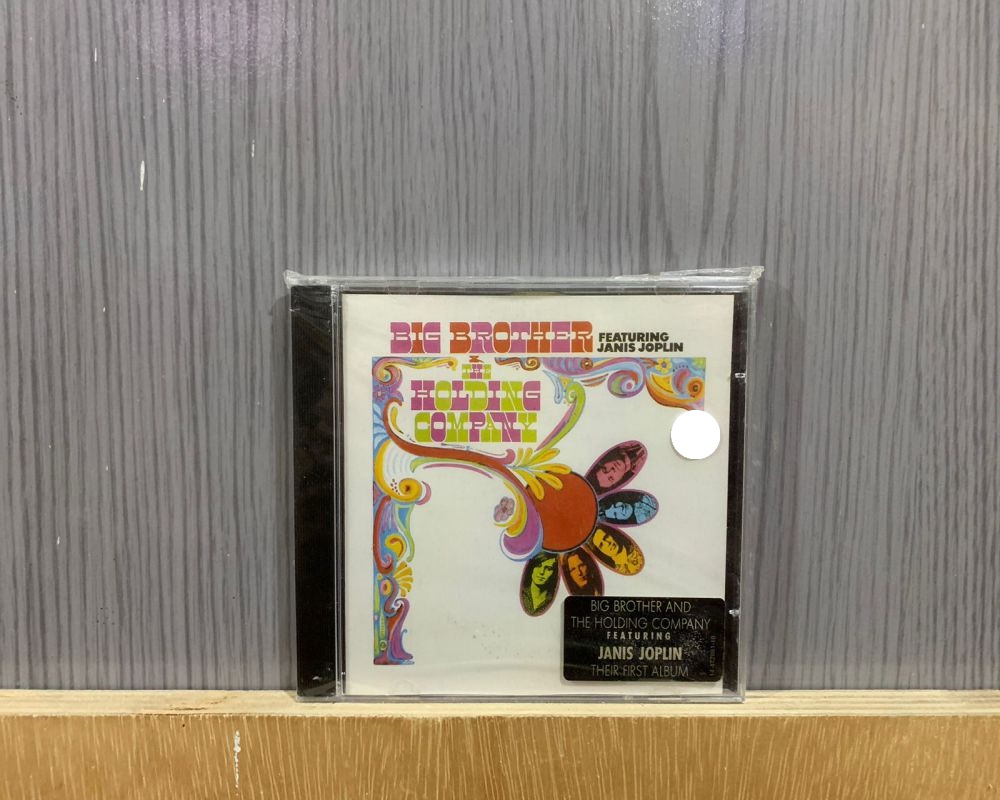 BIG BROTHER FEATURING
JANIS JOPLIN
&
THE
HOLDING
COMPANY
BIG BROTHER AND
THE HOLDING COMPANY
FEATURING
JANIS JOPLIN
THEIR FIRST ALBUM